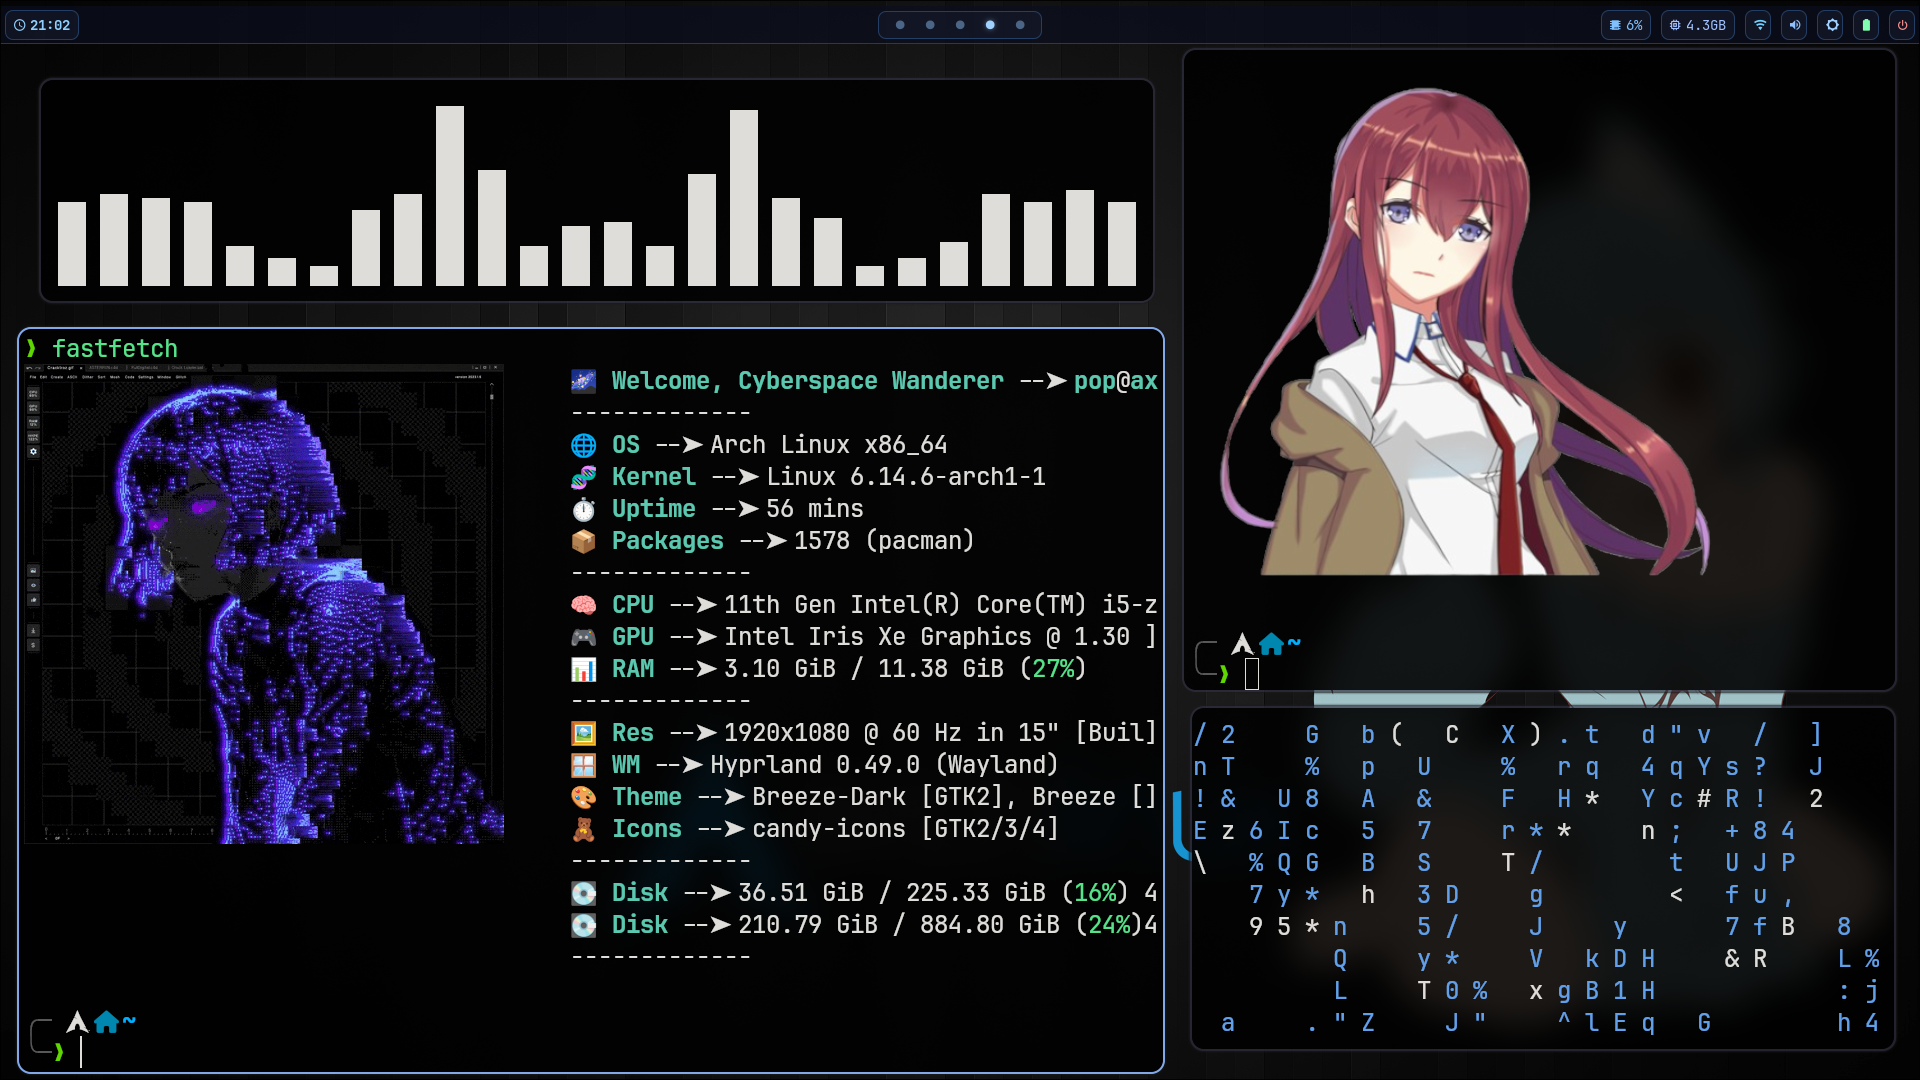 21:02
6%
4.3GB
❱ fastfetch
Welcome, Cyberspace Wanderer --➤ pop@ax
-------------
OS --➤ Arch Linux x86_64
Kernel --➤ Linux 6.14.6-arch1-1
Uptime --➤ 56 mins
Packages --➤ 1578 (pacman)
-------------
CPU --➤ 11th Gen Intel(R) Core(TM) i5-z
GPU --➤ Intel Iris Xe Graphics @ 1.30 ]
RAM --➤ 3.10 GiB / 11.38 GiB (27%)
-------------
Res --➤ 1920x1080 @ 60 Hz in 15" [Buil]
WM --➤ Hyprland 0.49.0 (Wayland)
Theme --➤ Breeze-Dark [GTK2], Breeze []
Icons --➤ candy-icons [GTK2/3/4]
-------------
Disk --➤ 36.51 GiB / 225.33 GiB (16%) 4
Disk --➤ 210.79 GiB / 884.80 GiB (24%)4
-------------
~
❱
~
❱
/ 2 G b ( C X ) . t d " v / ]
n T % p U % r q 4 q Y s ? J
! & U 8 A & F H * Y c # R ! 2
E z 6 I c 5 7 r * * n ; + 8 4
\ % Q G B S T / t U J P
7 y * h 3 D g < f u ,
9 5 * n 5 / J y 7 f B 8
Q y * V k D H & R L %
L T 0 % x g B 1 H : j
a . " Z J " ^ l E q G h 4